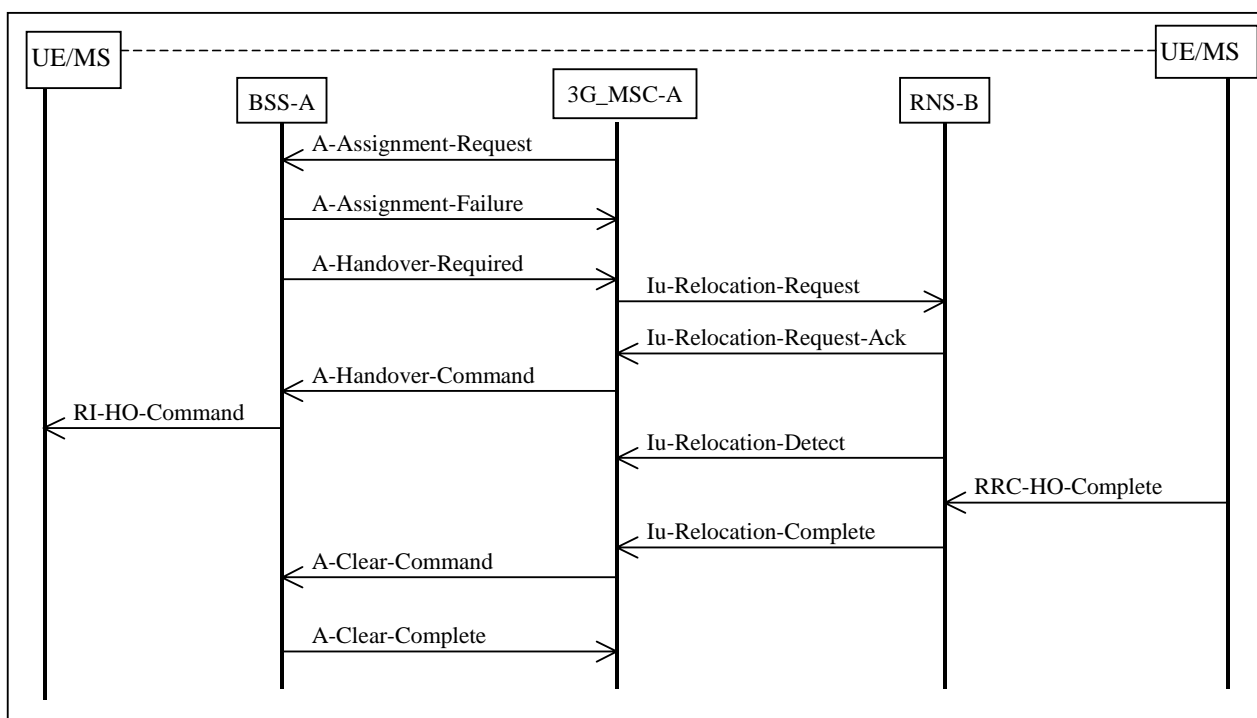 UE/MS
UE/MS
BSS-A
3G_MSC-A
RNS-B
A-Assignment-Request
A-Assignment-Failure
A-Handover-Required
Iu-Relocation-Request
Iu-Relocation-Request-Ack
A-Handover-Command
RI-HO-Command
Iu-Relocation-Detect
RRC-HO-Complete
Iu-Relocation-Complete
A-Clear-Command
A-Clear-Complete